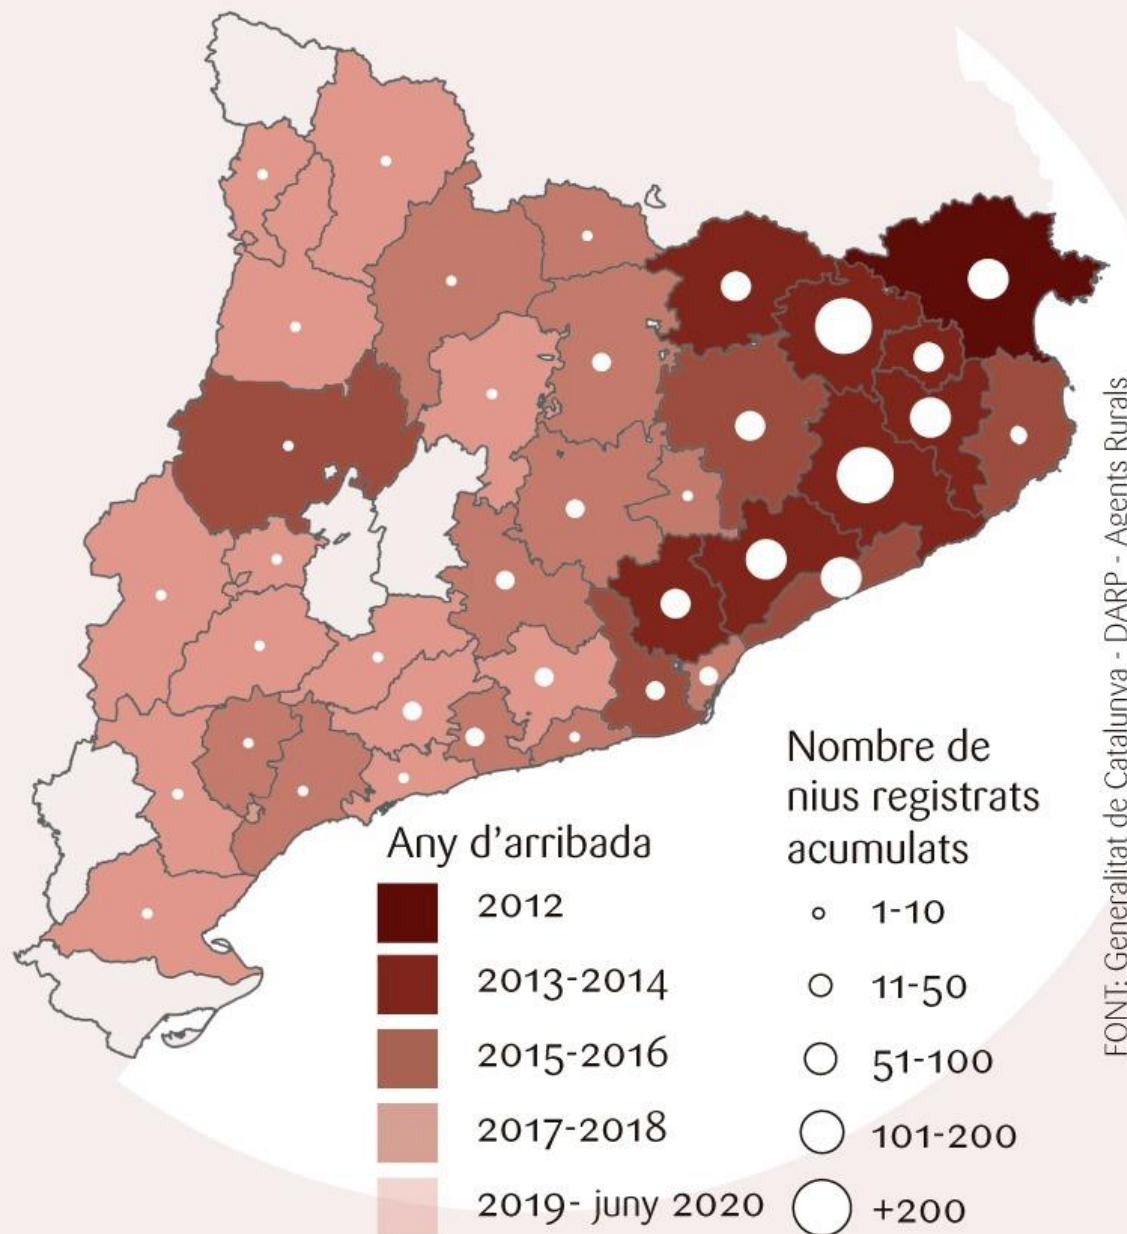 Any d'arribada
2012
2013-2014
2015-2016
2017-2018
2019- juny 2020
Nombre de
nius registrats
acumulats
1-10
11-50
51-100
101-200
+200
FONT: Generalitat de Catalunya - DARP - Agents Rurals